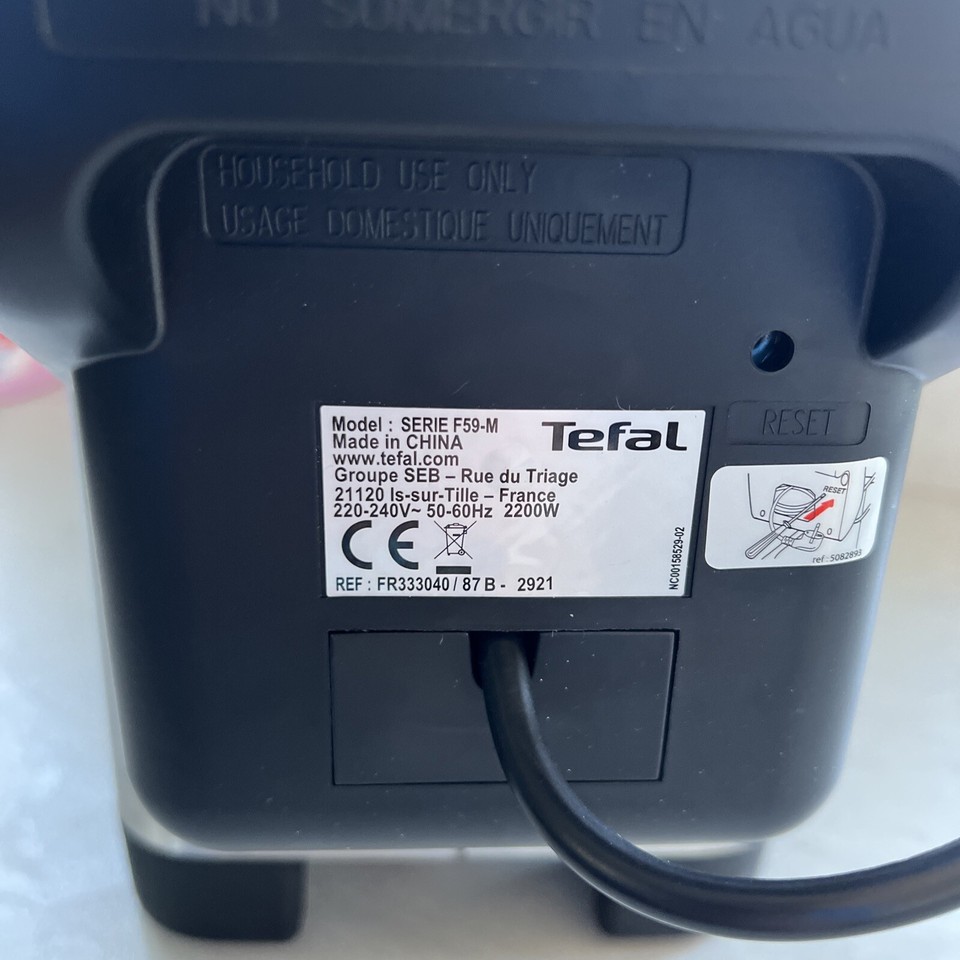 NO SUMERGIR EN AGUA
HOUSEHOLD USE ONLY
USAGE DOMESTIQUE UNIQUEMENT
Model : SERIE F59-M
Tefal
Made in CHINA
www.tefal.com
Groupe SEB – Rue du Triage
21120 Is-sur-Tille – France
220-240V~ 50-60Hz 2200W
CE
REF : FR333040 / 87 B - 2921
NC00158529-02
RESET
RESET
ref : 5082893